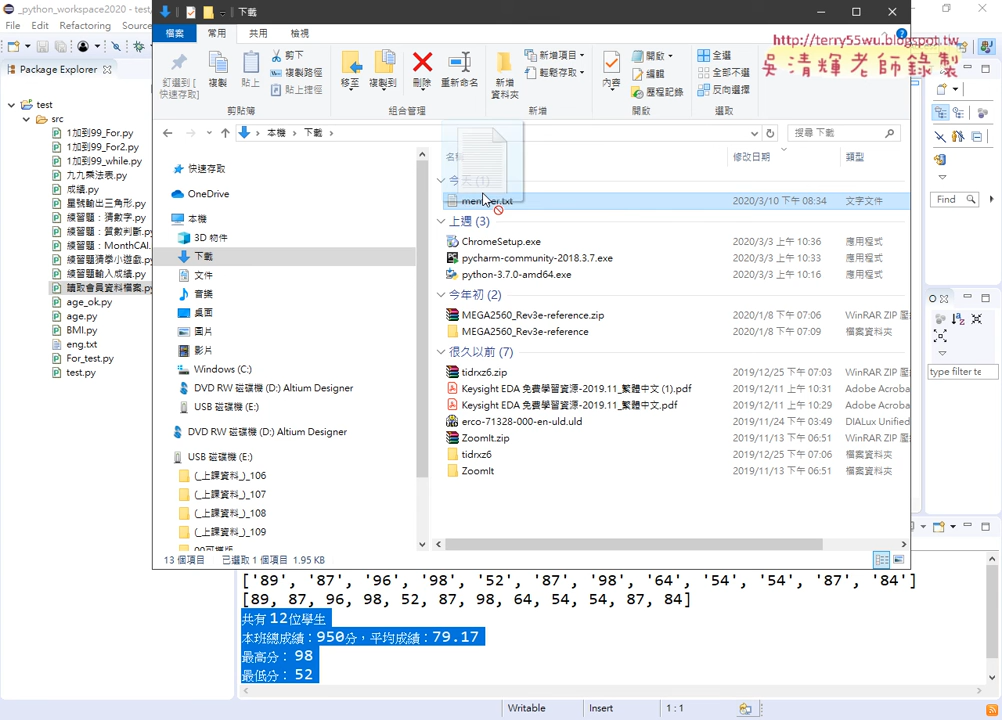 _python_workspace2020 - test_
File Edit Refactoring Source
Package Explorer
test
src
1加到99_For.py
1加到99_For2.py
1加到99_while.py
九九乘法表.py
成績.py
星號輸出三角形.py
練習題：猜數字.py
練習題：質數判斷.py
練習題：MonthCAl.
練習題猜拳小遊戲.p
練習題輸入成績.py
讀取會員資料檔案.py
age_ok.py
age.py
BMI.py
eng.txt
For_test.py
test.py
下載
檔案 常用 共用 檢視
http://terry55wu.blogspot.tw
吳清輝老師錄製
釘選到 [快速存取]
複製
貼上
剪下
複製路徑
貼上捷徑
剪貼簿
移至
複製到
刪除
重新命名
組合管理
新增資料夾
新增項目
輕鬆存取
新增
內容
開啟
編輯
歷程記錄
開啟
全選
全部不選
反向選擇
選取
本機 › 下載
搜尋 下載
快速存取
OneDrive
本機
3D 物件
下載
文件
音樂
桌面
圖片
影片
Windows (C:)
DVD RW 磁碟機 (D:) Altium Designer
USB 磁碟機 (E:)
DVD RW 磁碟機 (D:) Altium Designer
USB 磁碟機 (E:)
(_上課資料_)_106
(_上課資料_)_107
(_上課資料_)_108
(_上課資料_)_109
修改日期 類型
今天 (1)
member.txt 2020/3/10 下午 08:34 文字文件
上週 (3)
ChromeSetup.exe 2020/3/3 上午 10:36 應用程式
pycharm-community-2018.3.7.exe 2020/3/3 上午 10:33 應用程式
python-3.7.0-amd64.exe 2020/3/3 上午 10:16 應用程式
今年初 (2)
MEGA2560_Rev3e-reference.zip 2020/1/8 下午 07:06 WinRAR ZIP 壓
MEGA2560_Rev3e-reference 2020/1/8 下午 07:09 檔案資料夾
很久以前 (7)
tidrxz6.zip 2019/12/25 下午 07:03 WinRAR ZIP 壓
Keysight EDA 免費學習資源-2019.11_繁體中文 (1).pdf 2019/12/11 上午 10:31 Adobe Acroba
Keysight EDA 免費學習資源-2019.11_繁體中文.pdf 2019/12/11 上午 10:29 Adobe Acroba
erco-71328-000-en-uld.uld 2019/11/24 下午 03:49 DIALux Unified
ZoomIt.zip 2019/11/13 下午 06:51 WinRAR ZIP 壓
tidrxz6 2019/12/25 下午 07:06 檔案資料夾
ZoomIt 2019/11/13 下午 06:51 檔案資料夾
13 個項目 已選取 1 個項目 1.95 KB
Find
type filter te
['89', '87', '96', '98', '52', '87', '98', '64', '54', '54', '87', '84']
[89, 87, 96, 98, 52, 87, 98, 64, 54, 54, 87, 84]
共有 12位學生
本班總成績：950分，平均成績：79.17
最高分： 98
最低分： 52
Writable Insert 1 : 1